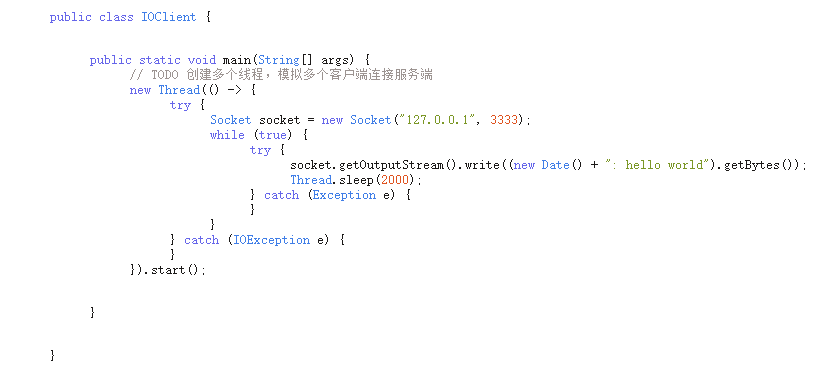 public class IOClient {
public static void main(String[] args) {
// TODO 创建多个线程，模拟多个客户端连接服务端
new Thread(() -> {
try {
Socket socket = new Socket("127.0.0.1", 3333);
while (true) {
try {
socket.getOutputStream().write((new Date() + ": hello world").getBytes());
Thread.sleep(2000);
} catch (Exception e) {
}
}
} catch (IOException e) {
}
}).start();
}
}